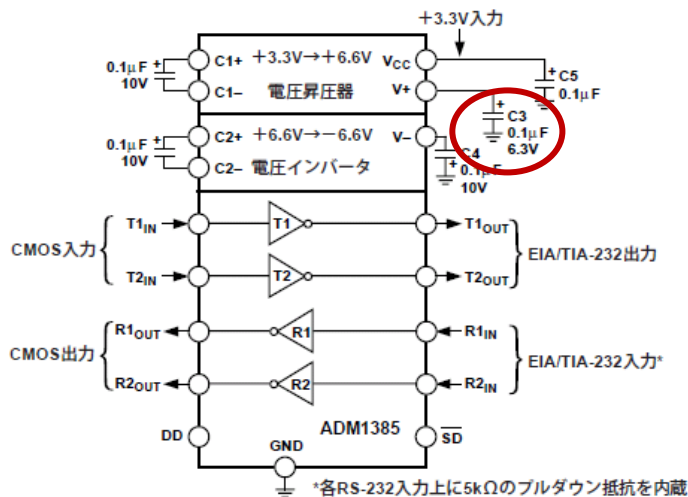 +3.3V入力
0.1μF
10V
+
C1+
C1−
+3.3V→+6.6V
電圧昇圧器
VCC
V+
+
C5
0.1μF
+
C3
0.1μF
6.3V
0.1μF
10V
+
C2+
C2−
+6.6V→−6.6V
電圧インバータ
V−
+
C4
0.1μF
10V
CMOS入力
T1IN
T2IN
T1
T2
T1OUT
T2OUT
EIA/TIA-232出力
CMOS出力
R1OUT
R2OUT
R1
R2
R1IN
R2IN
EIA/TIA-232入力*
DD
GND
ADM1385
SD
*各RS-232入力上に5kΩのプルダウン抵抗を内蔵